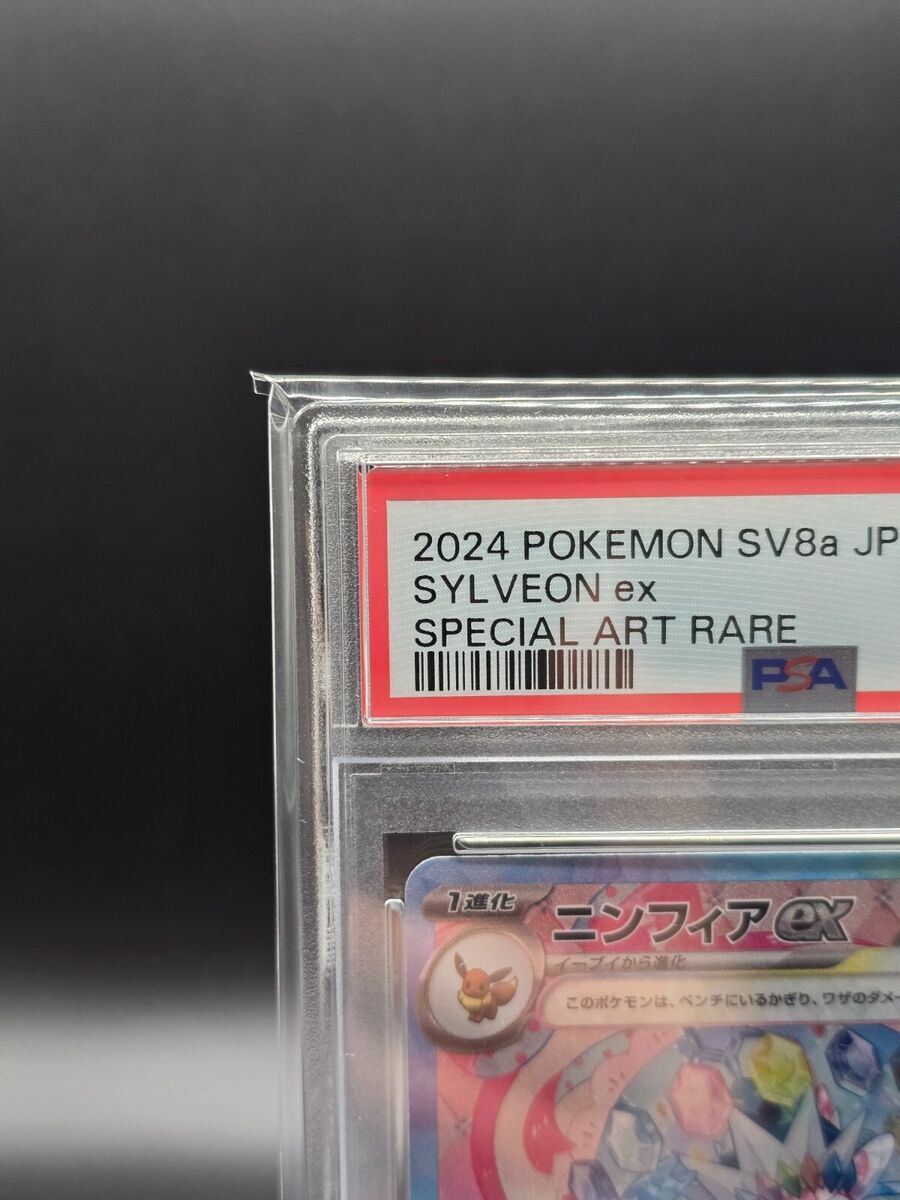 2024 POKEMON SV8a JP
SYLVEON ex
SPECIAL ART RARE
PSA
1進化
ニンフィアex
イーブイから進化
このポケモンは、ベンチにいるかぎり、ワザのダメー